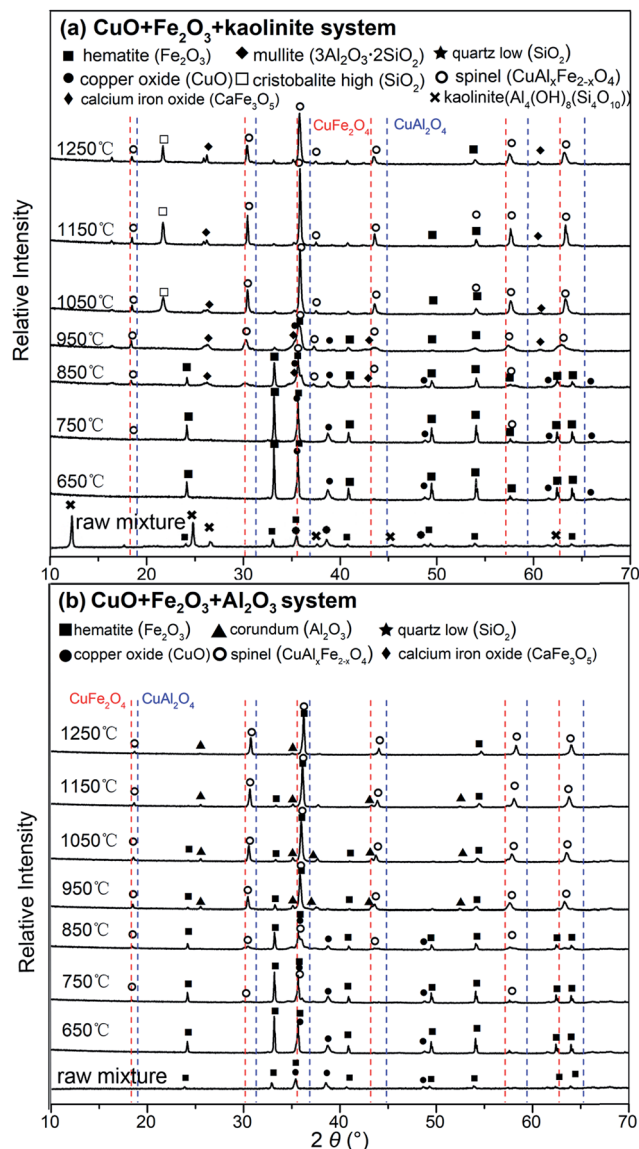 (a) CuO+Fe₂O₃+kaolinite system
■ hematite (Fe₂O₃) ◆ mullite (3Al₂O₃·2SiO₂) ★ quartz low (SiO₂)
● copper oxide (CuO) □ cristobalite high (SiO₂) ○ spinel (CuAlₓFe₂₋ₓO₄)
♦ calcium iron oxide (CaFe₃O₅) ✖ kaolinite(Al₄(OH)₈(Si₄O₁₀))
CuFe₂O₄ CuAl₂O₄
1250℃
1150℃
1050℃
950℃
850℃
750℃
650℃
raw mixture
Relative Intensity
10 20 30 40 50 60 70
(b) CuO+Fe₂O₃+Al₂O₃ system
■ hematite (Fe₂O₃) ▲ corundum (Al₂O₃) ★ quartz low (SiO₂)
● copper oxide (CuO) ○ spinel (CuAlₓFe₂₋ₓO₄) ◆ calcium iron oxide (CaFe₃O₅)
CuFe₂O₄ CuAl₂O₄
1250℃
1150℃
1050℃
950℃
850℃
750℃
650℃
raw mixture
Relative Intensity
10 20 30 40 50 60 70
2 θ (°)